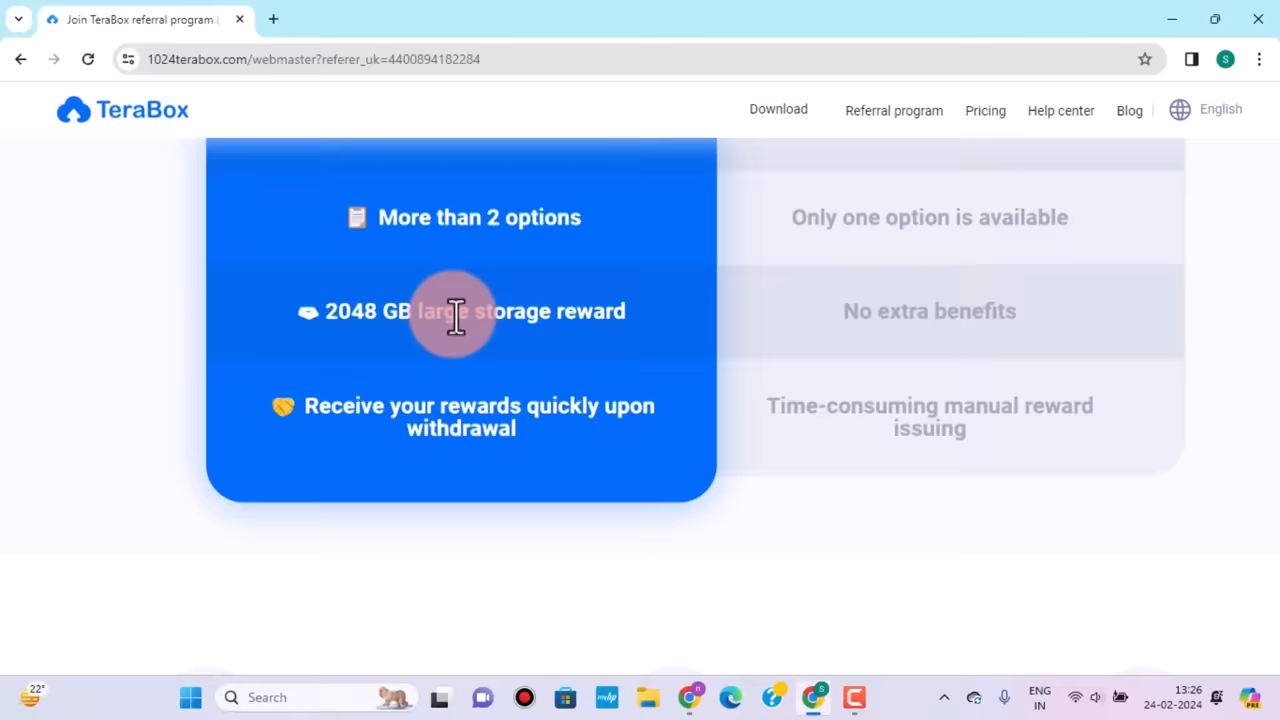 Join TeraBox referral program |
1024terabox.com/webmaster?referer_uk=4400894182284
S
TeraBox
Download
Referral program
Pricing
Help center
Blog
English
More than 2 options
Only one option is available
2048 GB large storage reward
No extra benefits
Receive your rewards quickly upon
withdrawal
Time-consuming manual reward
issuing
22°
Search
myhp
n
S
ENG
IN
13:26
24-02-2024
PRE